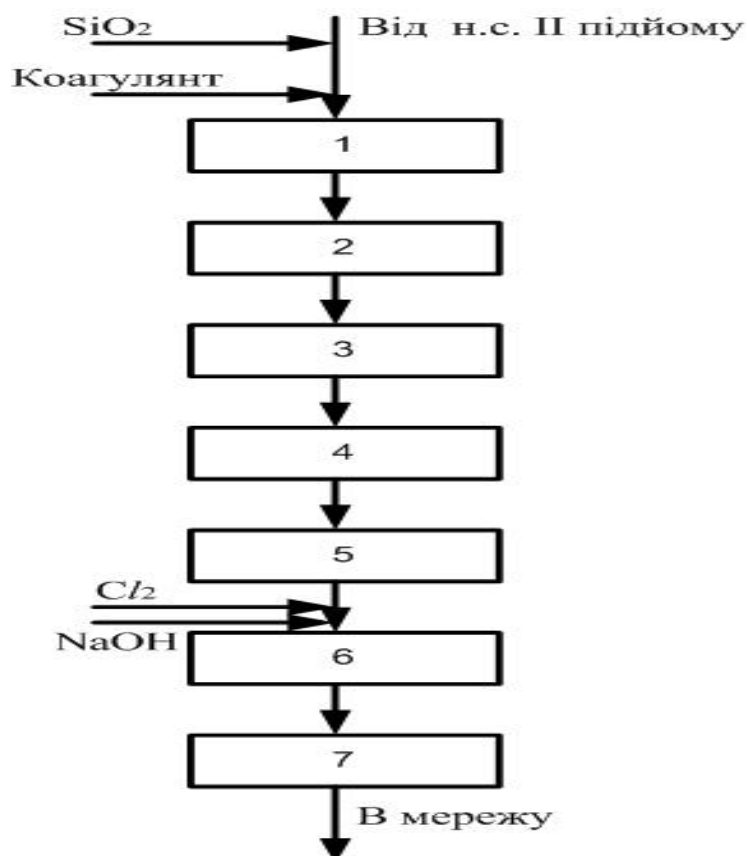 SiO₂
Від н.с. II підйому
Коагулянт
1
2
3
4
5
Cl₂
NaOH
6
7
В мережу